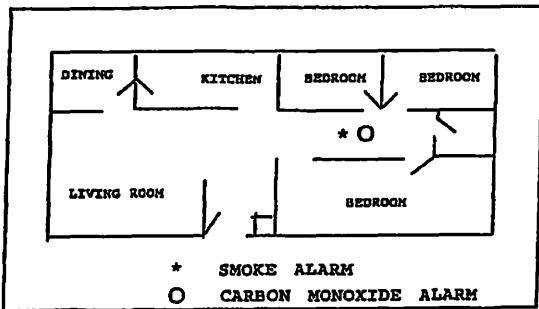 DINING KITCHEN BEDROOM BEDROOM
* O
LIVING ROOM BEDROOM
* SMOKE ALARM
O CARBON MONOXIDE ALARM